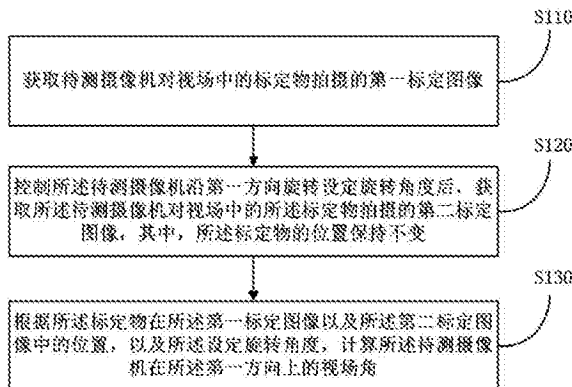 S110
获取待测摄像机对视场中的标定物拍摄的第一标定图像
S120
控制所述待测摄像机沿第一方向旋转设定旋转角度后，获
取所述待测摄像机对视场中的所述标定物拍摄的第二标定
图像，其中，所述标定物的位置保持不变
S130
根据所述标定物在所述第一标定图像以及所述第二标定图
像中的位置，以及所述设定旋转角度，计算所述待测摄像
机在所述第一方向上的视场角